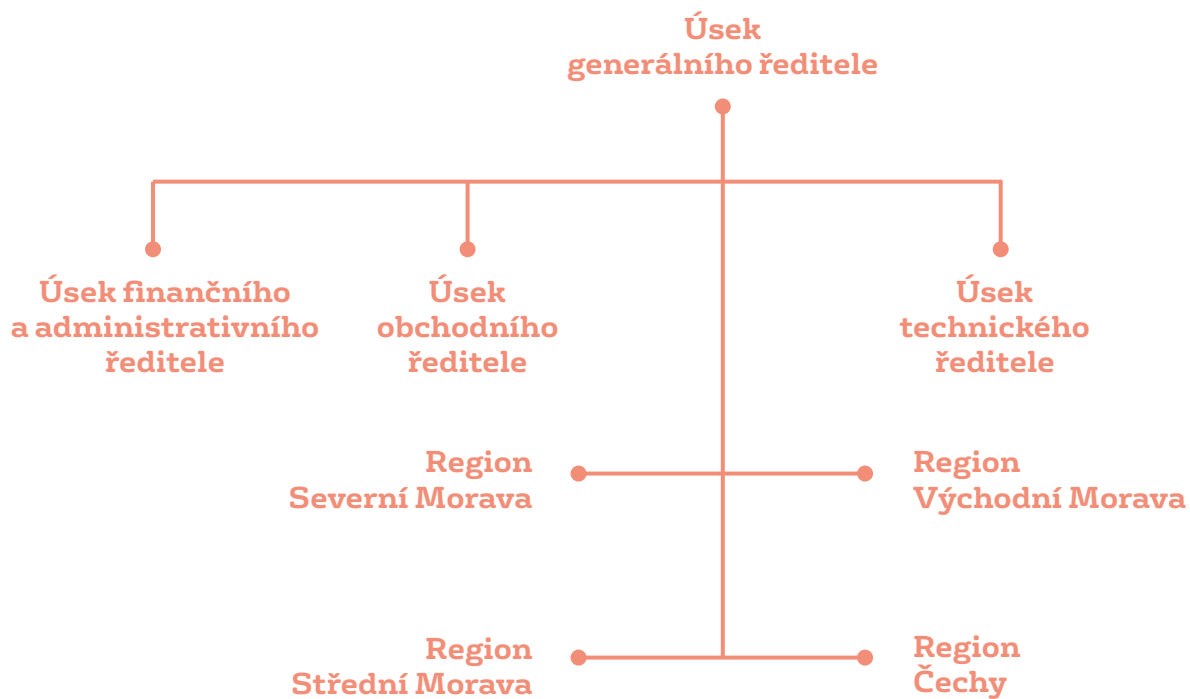 Úsek
generálního ředitele
Úsek finančního
a administrativního
ředitele
Úsek
obchodního
ředitele
Úsek
technického
ředitele
Region
Severní Morava
Region
Východní Morava
Region
Střední Morava
Region
Čechy